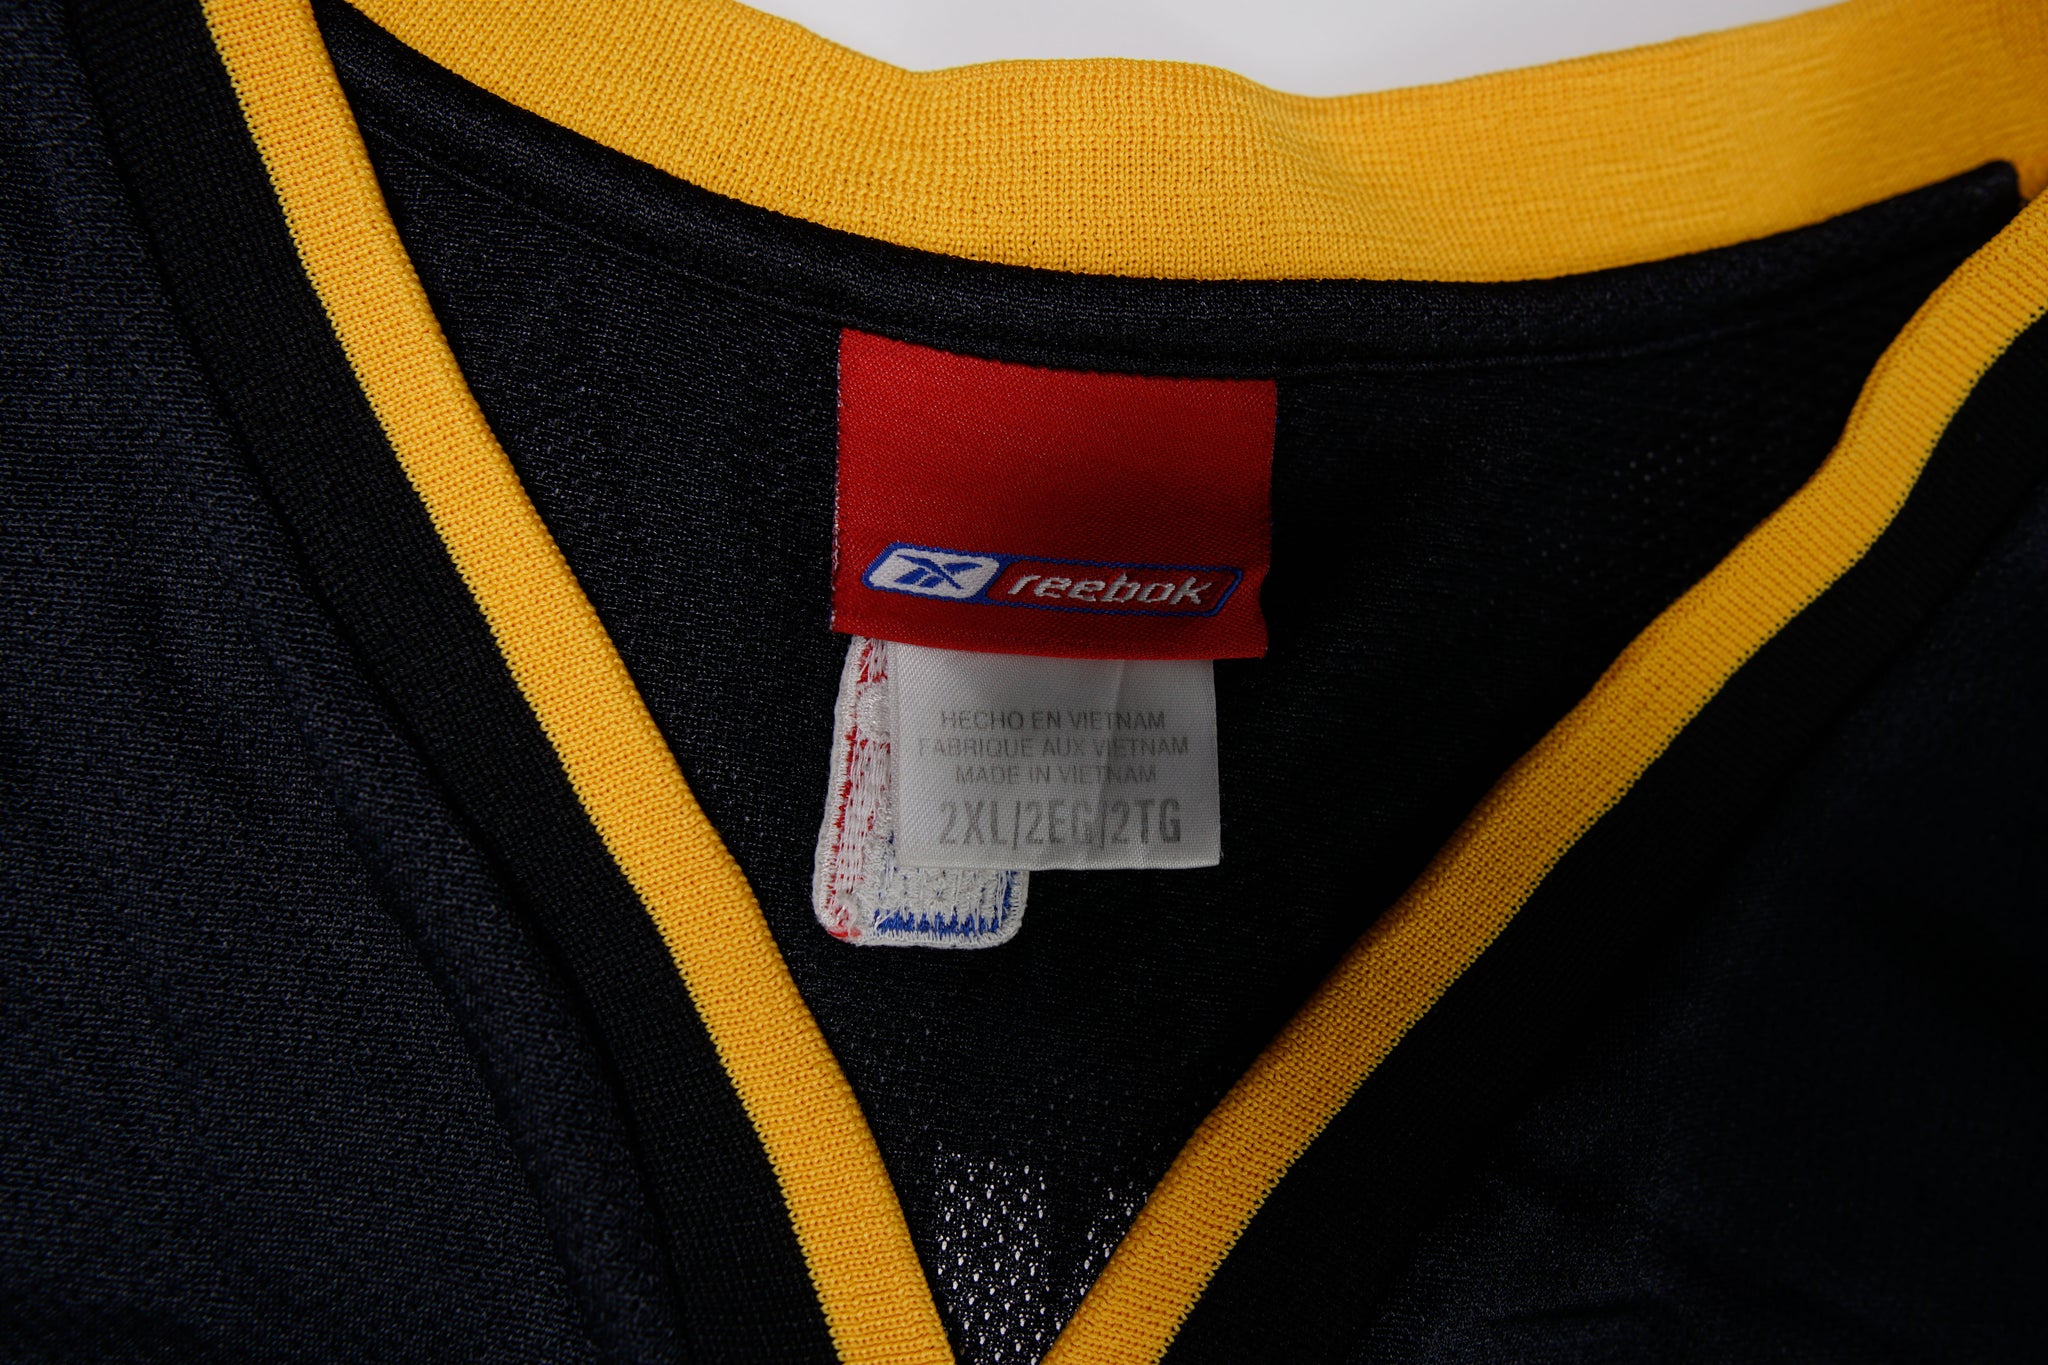 reebok
HECHO EN VIETNAM
FABRIQUE AUX VIETNAM
MADE IN VIETNAM
2XL/2EG/2TG